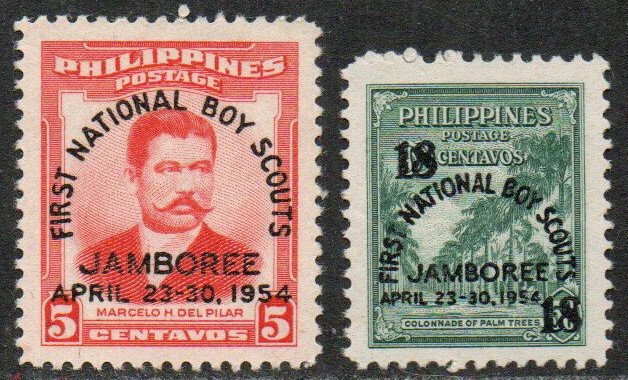 PHILIPPINES
POSTAGE
FIRST NATIONAL BOY SCOUTS
JAMBOREE
APRIL 23-30, 1954
MARCELO H. DEL PILAR
5 CENTAVOS 5
PHILIPPINES
POSTAGE
18 CENTAVOS
FIRST NATIONAL BOY SCOUTS
JAMBOREE
APRIL 23-30, 1954
18
COLONNADE OF PALM TREES